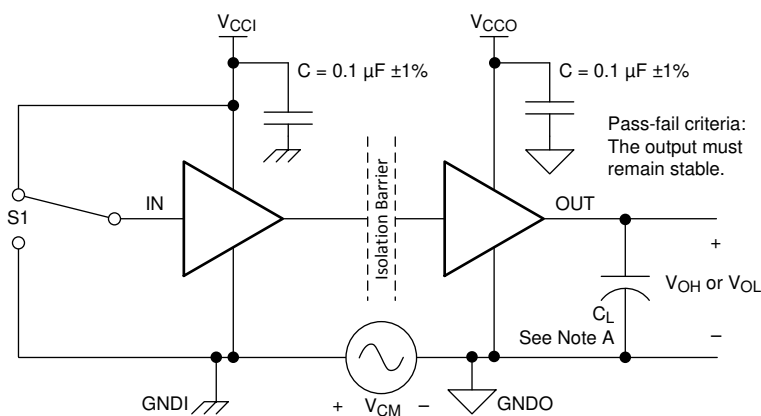 VCCI
VCCO
C = 0.1 µF ±1%
C = 0.1 µF ±1%
Pass-fail criteria:
The output must
remain stable.
S1
IN
Isolation Barrier
OUT
+
VOH or VOL
CL
See Note A
–
GNDI
+ VCM –
GNDO